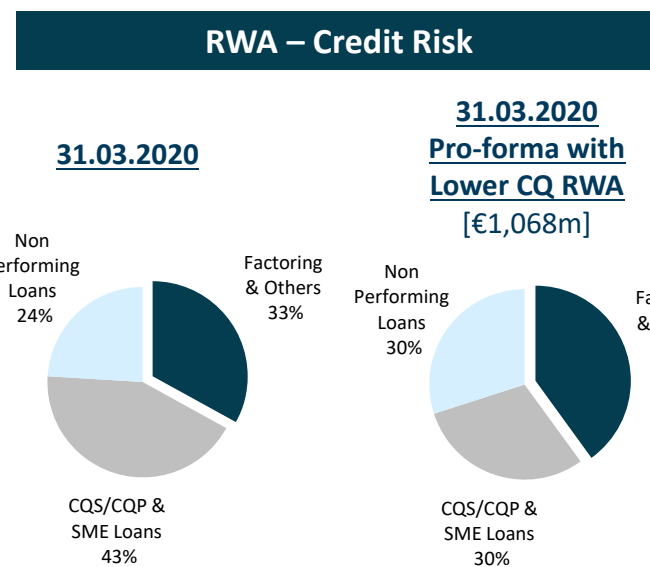 RWA – Credit Risk
31.03.2020
Non
Performing
Loans
24%
Factoring
& Others
33%
CQS/CQP &
SME Loans
43%
31.03.2020
Pro-forma with
Lower CQ RWA
[€1,068m]
Non
Performing
Loans
30%
&
CQS/CQP &
SME Loans
30%